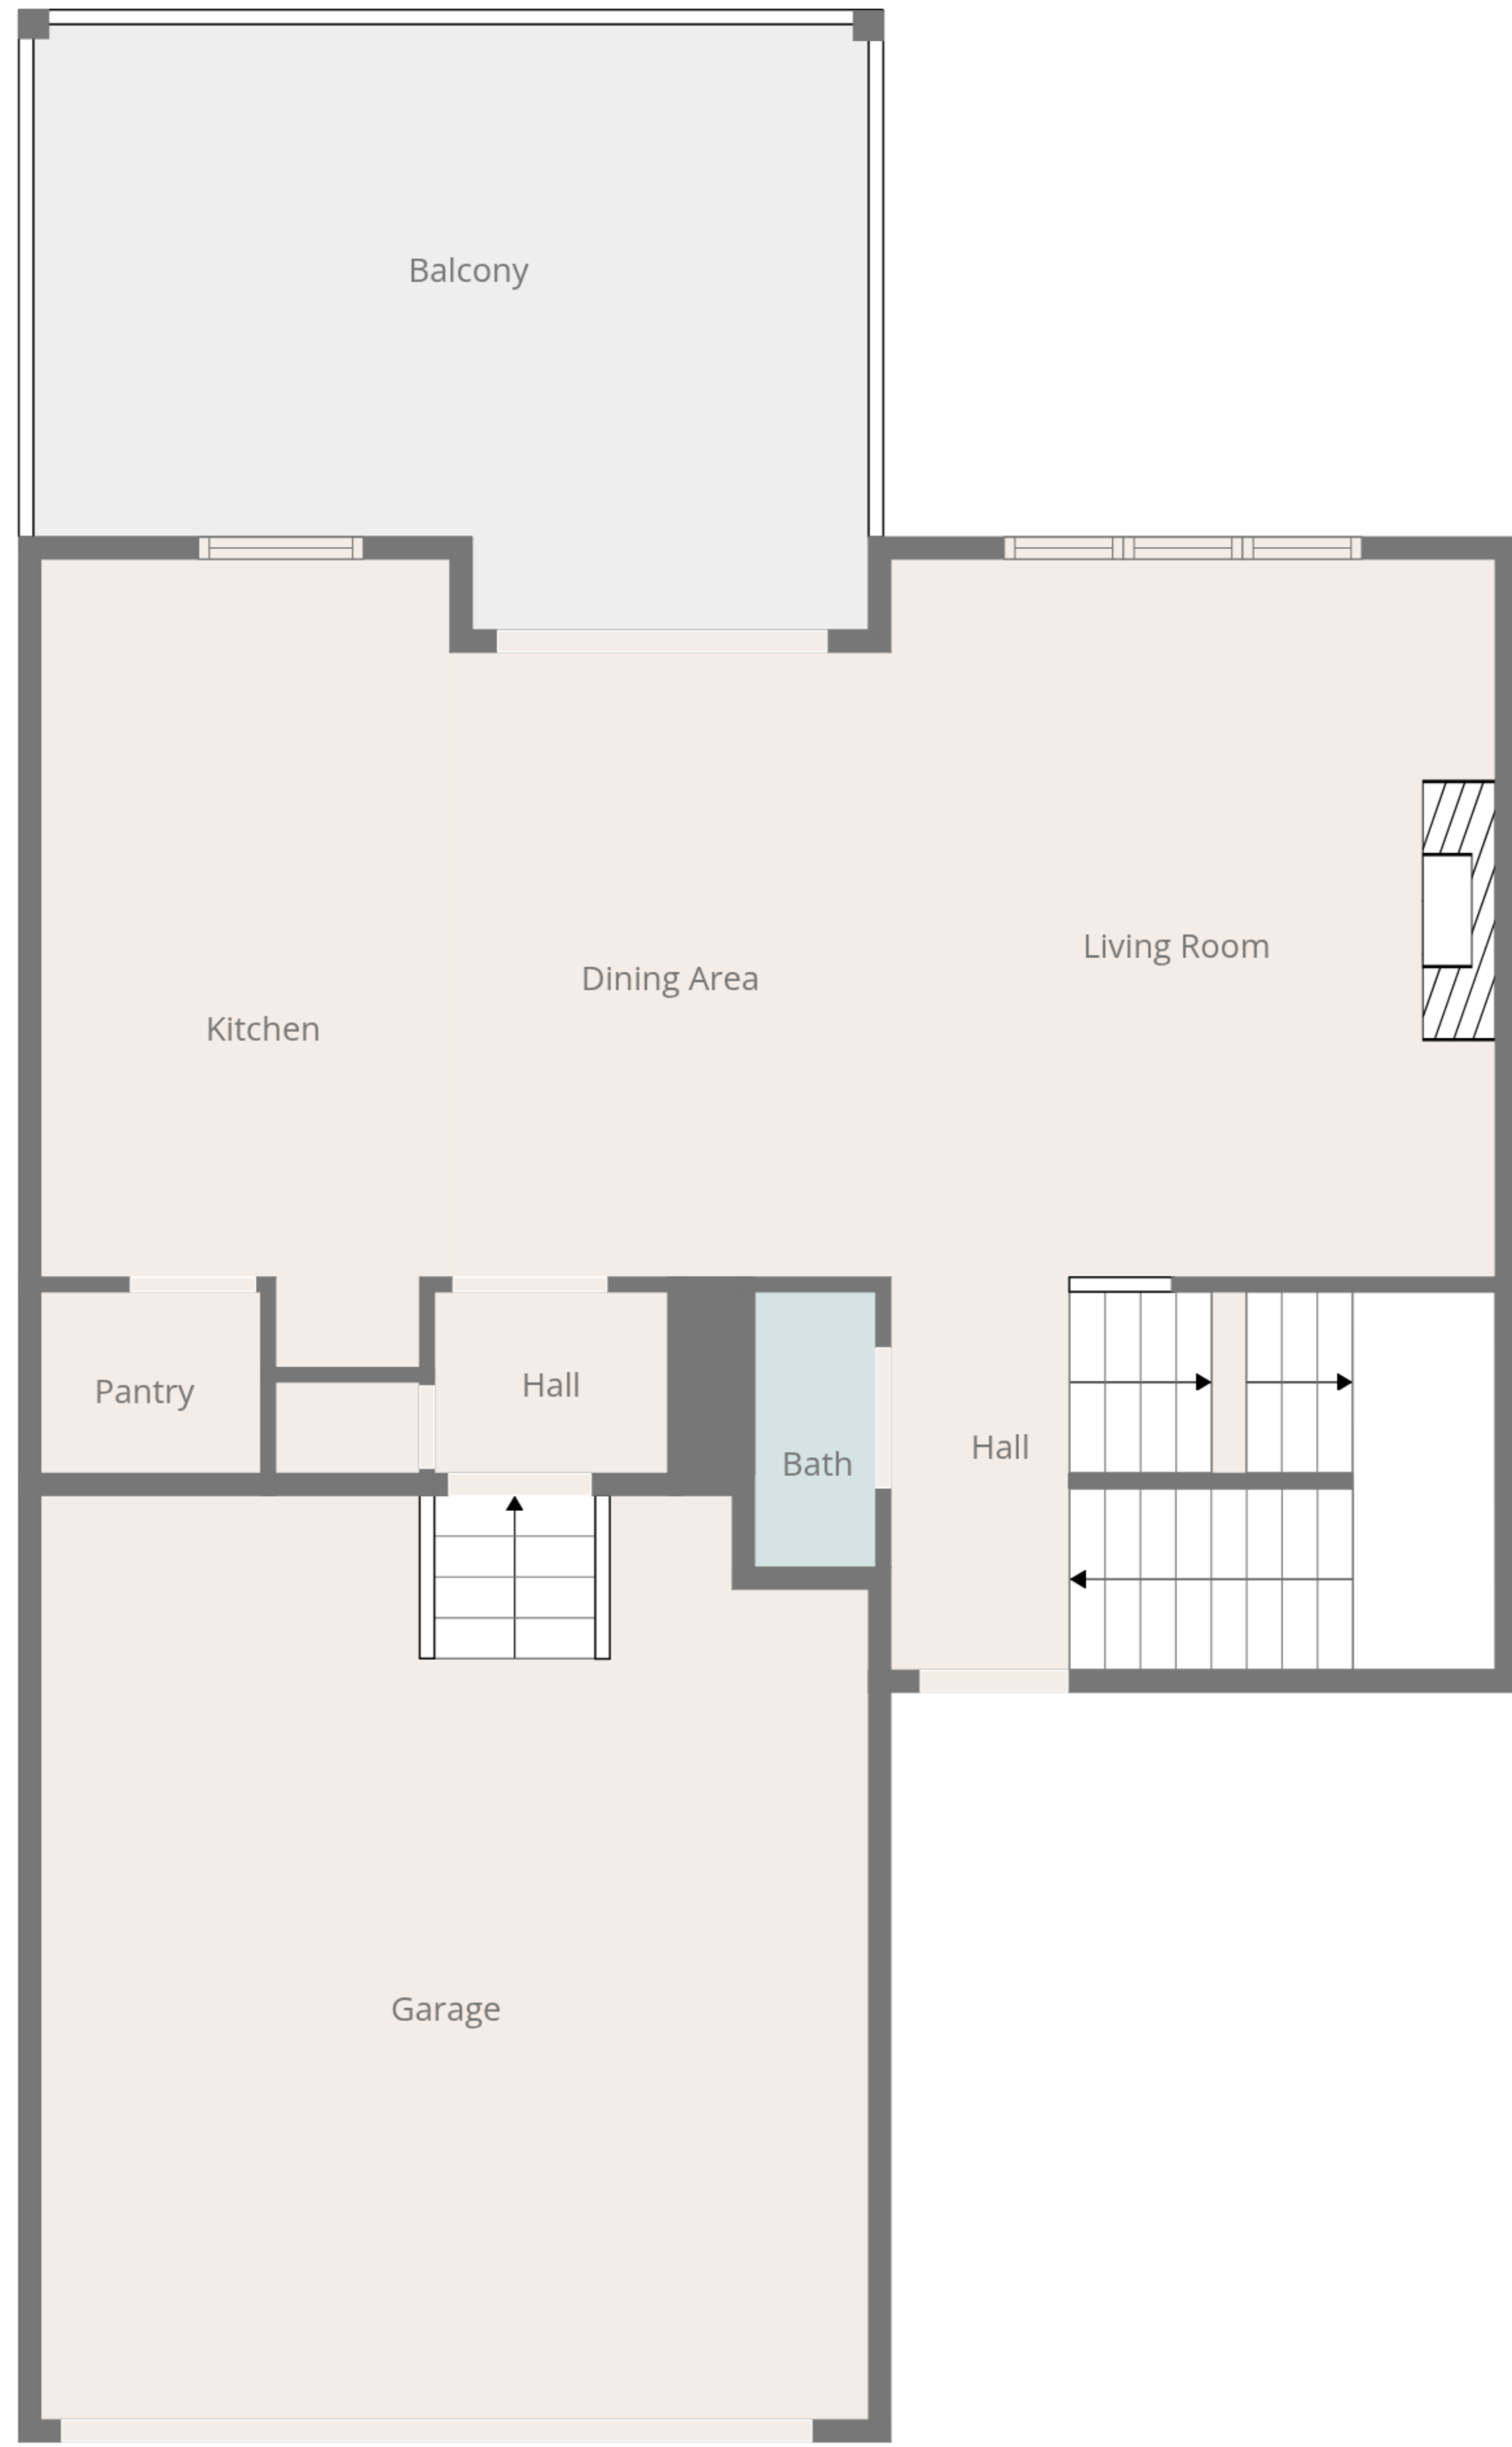 Balcony
Living Room
Dining Area
Kitchen
Hall
Pantry
Hall
Bath
Garage